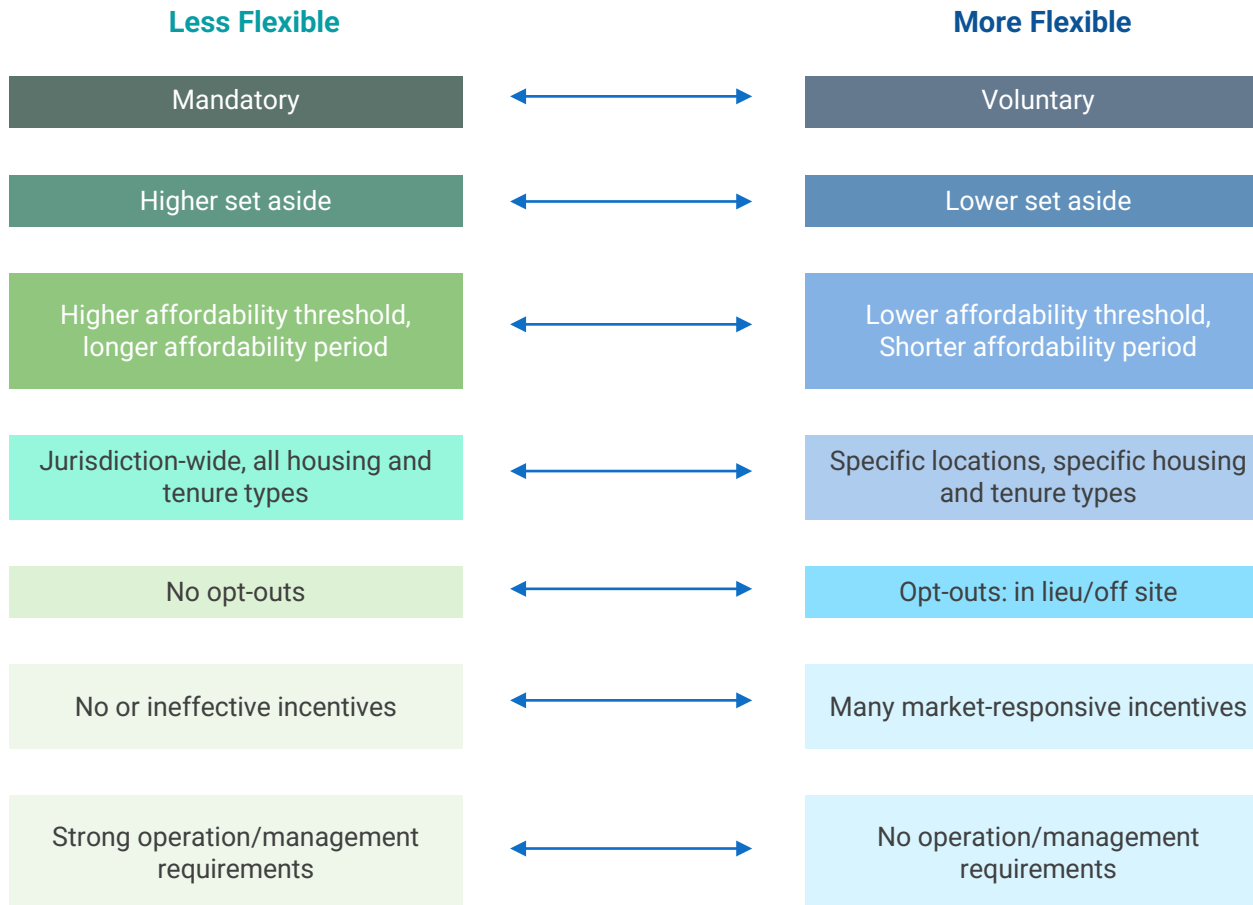 Less Flexible
More Flexible
Mandatory
Voluntary
Higher set aside
Lower set aside
Higher affordability threshold,
longer affordability period
Lower affordability threshold,
Shorter affordability period
Jurisdiction-wide, all housing and
tenure types
Specific locations, specific housing
and tenure types
No opt-outs
Opt-outs: in lieu/off site
No or ineffective incentives
Many market-responsive incentives
Strong operation/management
requirements
No operation/management
requirements